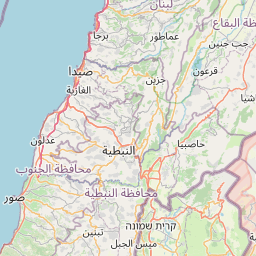 لبنان
محافظة البقاع
عماطور
برجا
جب جنين
صيدا
جزين
قرعون
الغازية
عدلون
النبطية
حاصبيا
محافظة الجنوب
محافظة النبطية
صور
קרית שמונה
تبنين
ميس الجبل